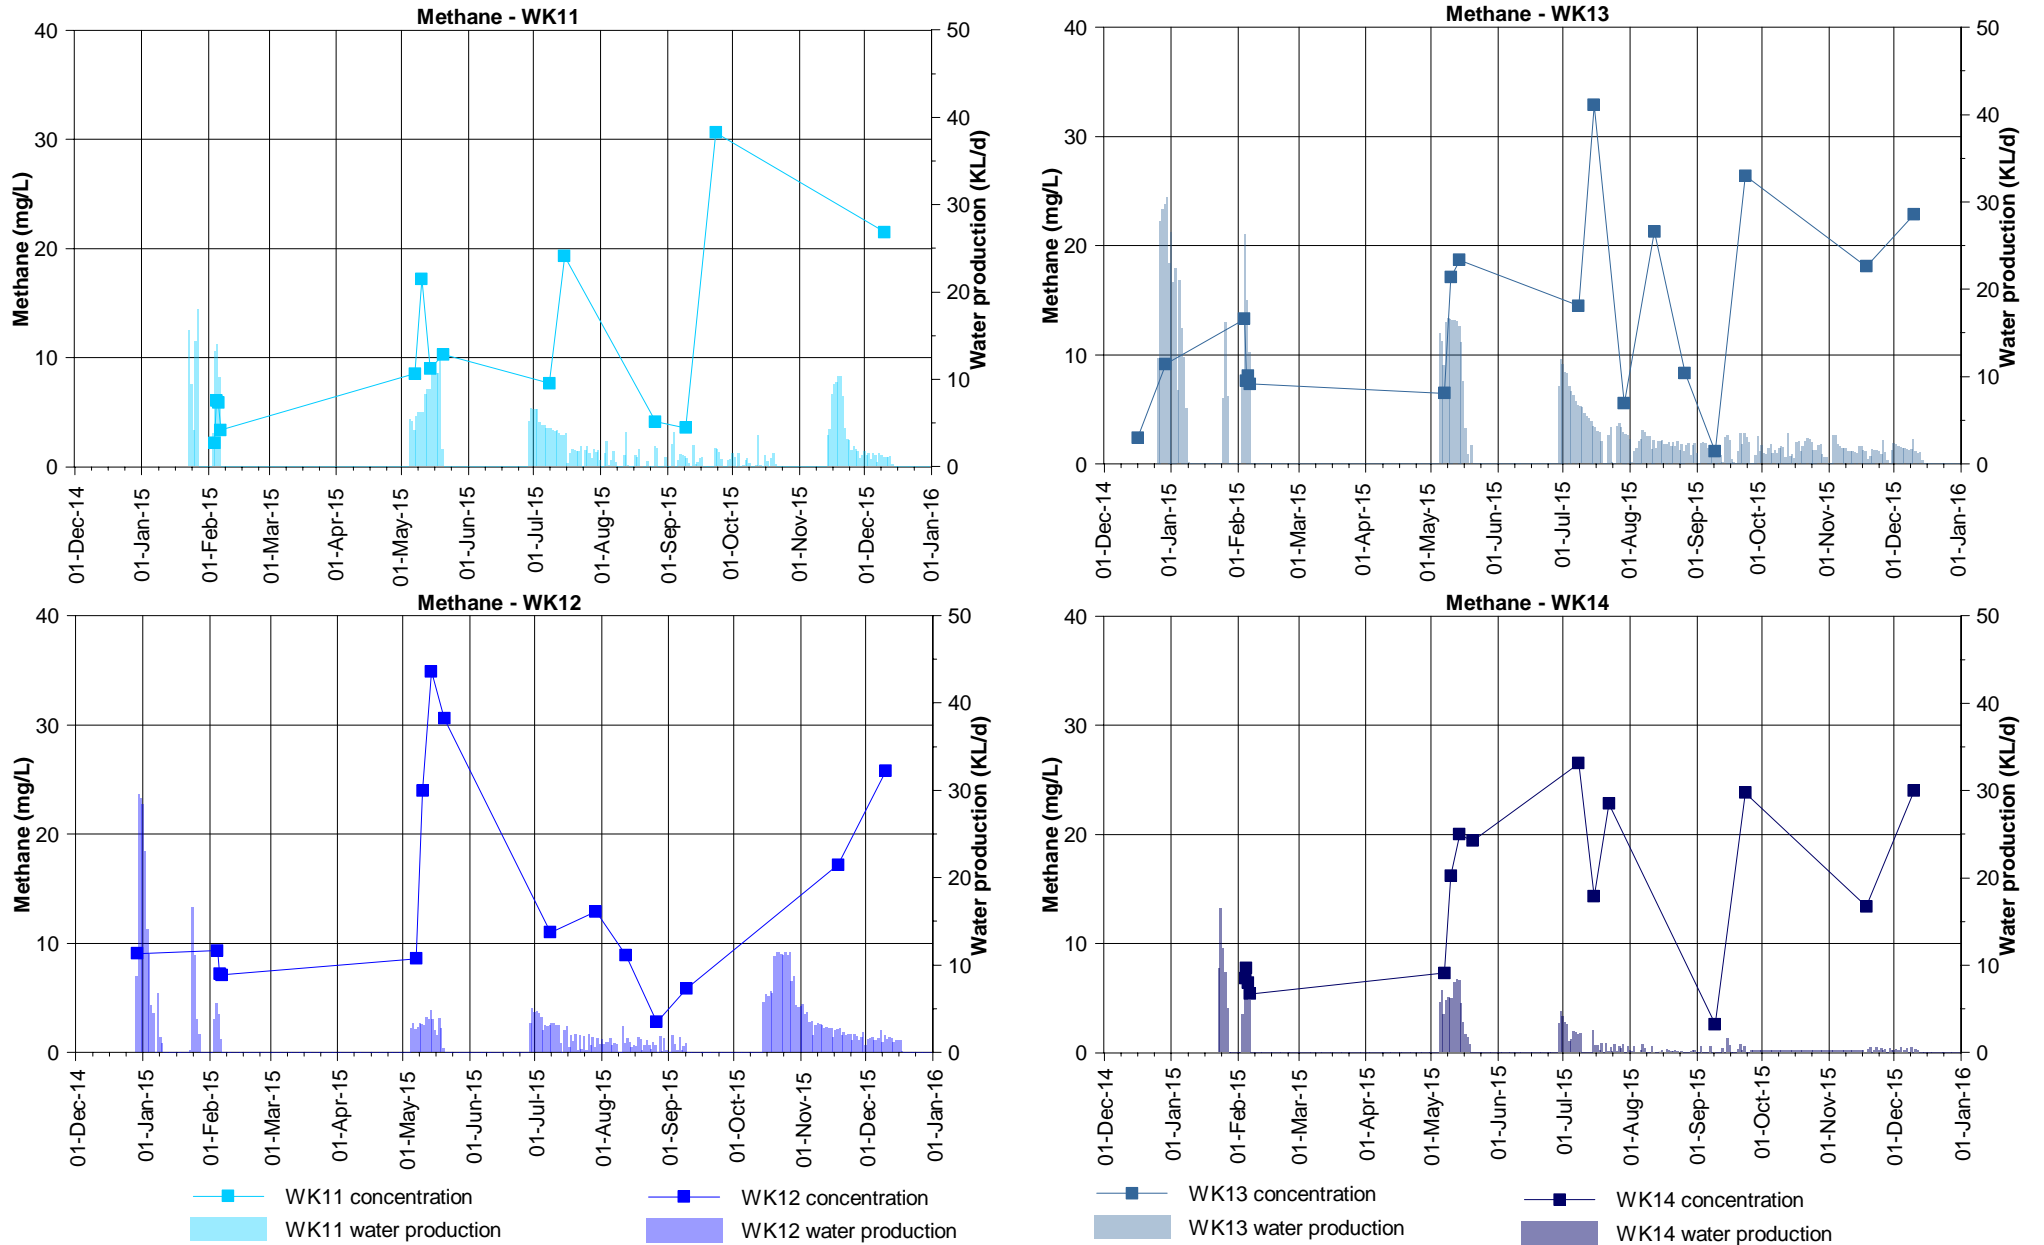 Methane - WK11
40
30
20
10
0
Methane (mg/L)
50
40
30
20
10
0
Water production (KL/d)
01-Dec-14
01-Jan-15
01-Feb-15
01-Mar-15
01-Apr-15
01-May-15
01-Jun-15
01-Jul-15
01-Aug-15
01-Sep-15
01-Oct-15
01-Nov-15
01-Dec-15
01-Jan-16
Methane - WK13
40
30
20
10
0
Methane (mg/L)
50
40
30
20
10
0
Water production (KL/d)
01-Dec-14
01-Jan-15
01-Feb-15
01-Mar-15
01-Apr-15
01-May-15
01-Jun-15
01-Jul-15
01-Aug-15
01-Sep-15
01-Oct-15
01-Nov-15
01-Dec-15
01-Jan-16
Methane - WK12
40
30
20
10
0
Methane (mg/L)
50
40
30
20
10
0
Water production (KL/d)
01-Dec-14
01-Jan-15
01-Feb-15
01-Mar-15
01-Apr-15
01-May-15
01-Jun-15
01-Jul-15
01-Aug-15
01-Sep-15
01-Oct-15
01-Nov-15
01-Dec-15
01-Jan-16
Methane - WK14
40
30
20
10
0
Methane (mg/L)
50
40
30
20
10
0
Water production (KL/d)
01-Dec-14
01-Jan-15
01-Feb-15
01-Mar-15
01-Apr-15
01-May-15
01-Jun-15
01-Jul-15
01-Aug-15
01-Sep-15
01-Oct-15
01-Nov-15
01-Dec-15
01-Jan-16
WK11 concentration
WK11 water production
WK12 concentration
WK12 water production
WK13 concentration
WK13 water production
WK14 concentration
WK14 water production